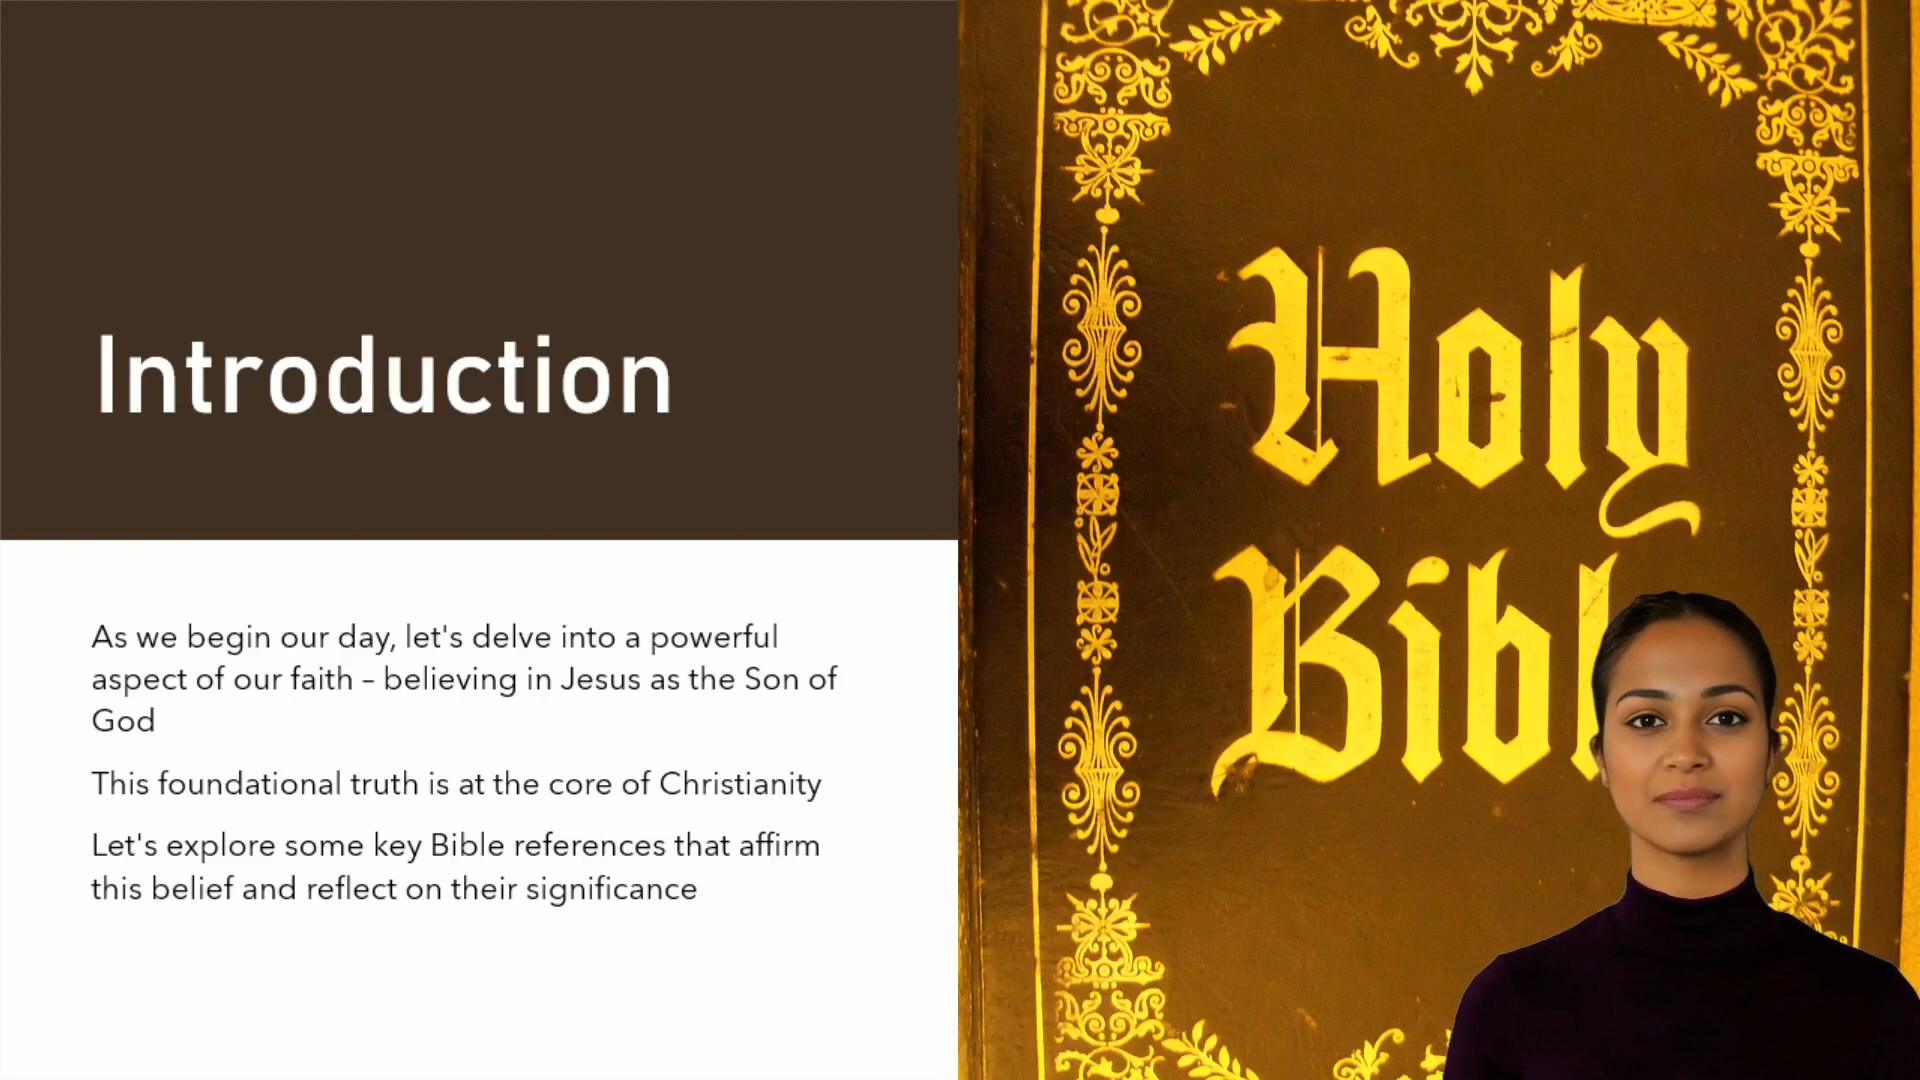 Introduction
As we begin our day, let's delve into a powerful
aspect of our faith – believing in Jesus as the Son of
God
This foundational truth is at the core of Christianity
Let's explore some key Bible references that affirm
this belief and reflect on their significance
Holy
Bibl